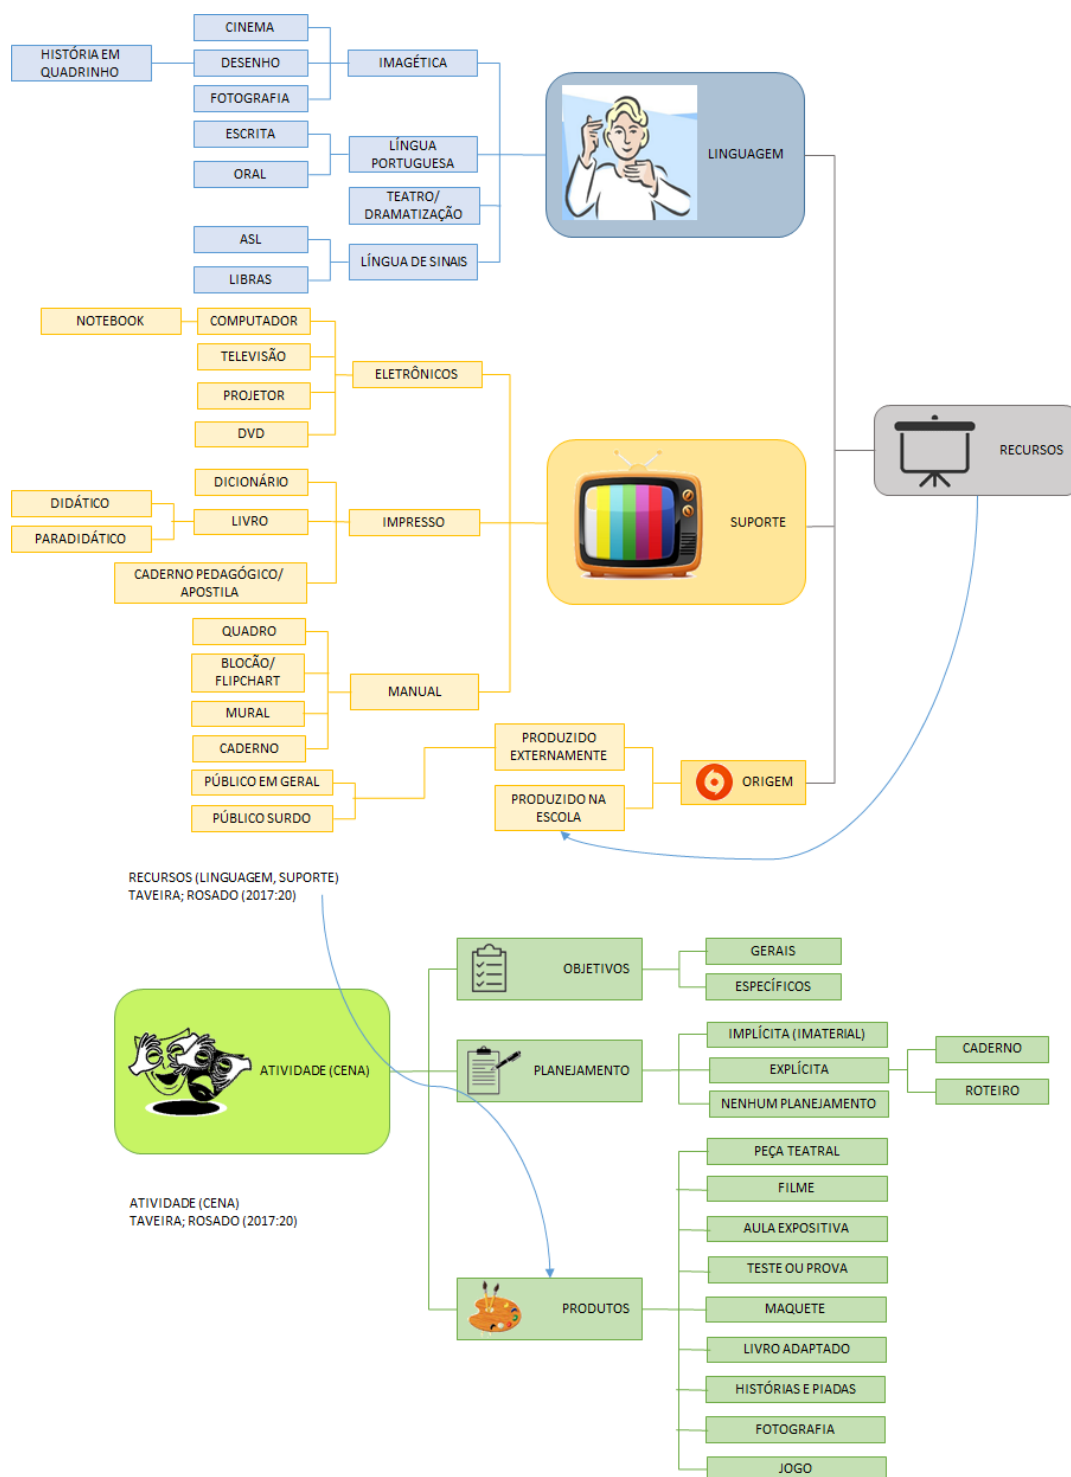 CINEMA
HISTÓRIA EM
QUADRINHO
DESENHO
IMAGÉTICA
FOTOGRAFIA
ESCRITA
LÍNGUA
PORTUGUESA
ORAL
TEATRO/
DRAMATIZAÇÃO
ASL
LÍNGUA DE SINAIS
LIBRAS
LINGUAGEM
NOTEBOOK
COMPUTADOR
TELEVISÃO
ELETRÔNICOS
PROJETOR
DVD
DICIONÁRIO
DIDÁTICO
LIVRO
IMPRESSO
PARADIDÁTICO
CADERNO PEDAGÓGICO/
APOSTILA
SUPORTE
RECURSOS
QUADRO
BLOCÃO/
FLIPCHART
MANUAL
MURAL
CADERNO
PRODUZIDO
EXTERNAMENTE
PÚBLICO EM GERAL
PÚBLICO SURDO
PRODUZIDO NA
ESCOLA
ORIGEM
RECURSOS (LINGUAGEM, SUPORTE)
TAVEIRA; ROSADO (2017:20)
OBJETIVOS
GERAIS
ESPECÍFICOS
ATIVIDADE (CENA)
PLANEJAMENTO
IMPLÍCITA (IMATERIAL)
EXPLÍCITA
NENHUM PLANEJAMENTO
CADERNO
ROTEIRO
ATIVIDADE (CENA)
TAVEIRA; ROSADO (2017:20)
PRODUTOS
PEÇA TEATRAL
FILME
AULA EXPOSITIVA
TESTE OU PROVA
MAQUETE
LIVRO ADAPTADO
HISTÓRIAS E PIADAS
FOTOGRAFIA
JOGO